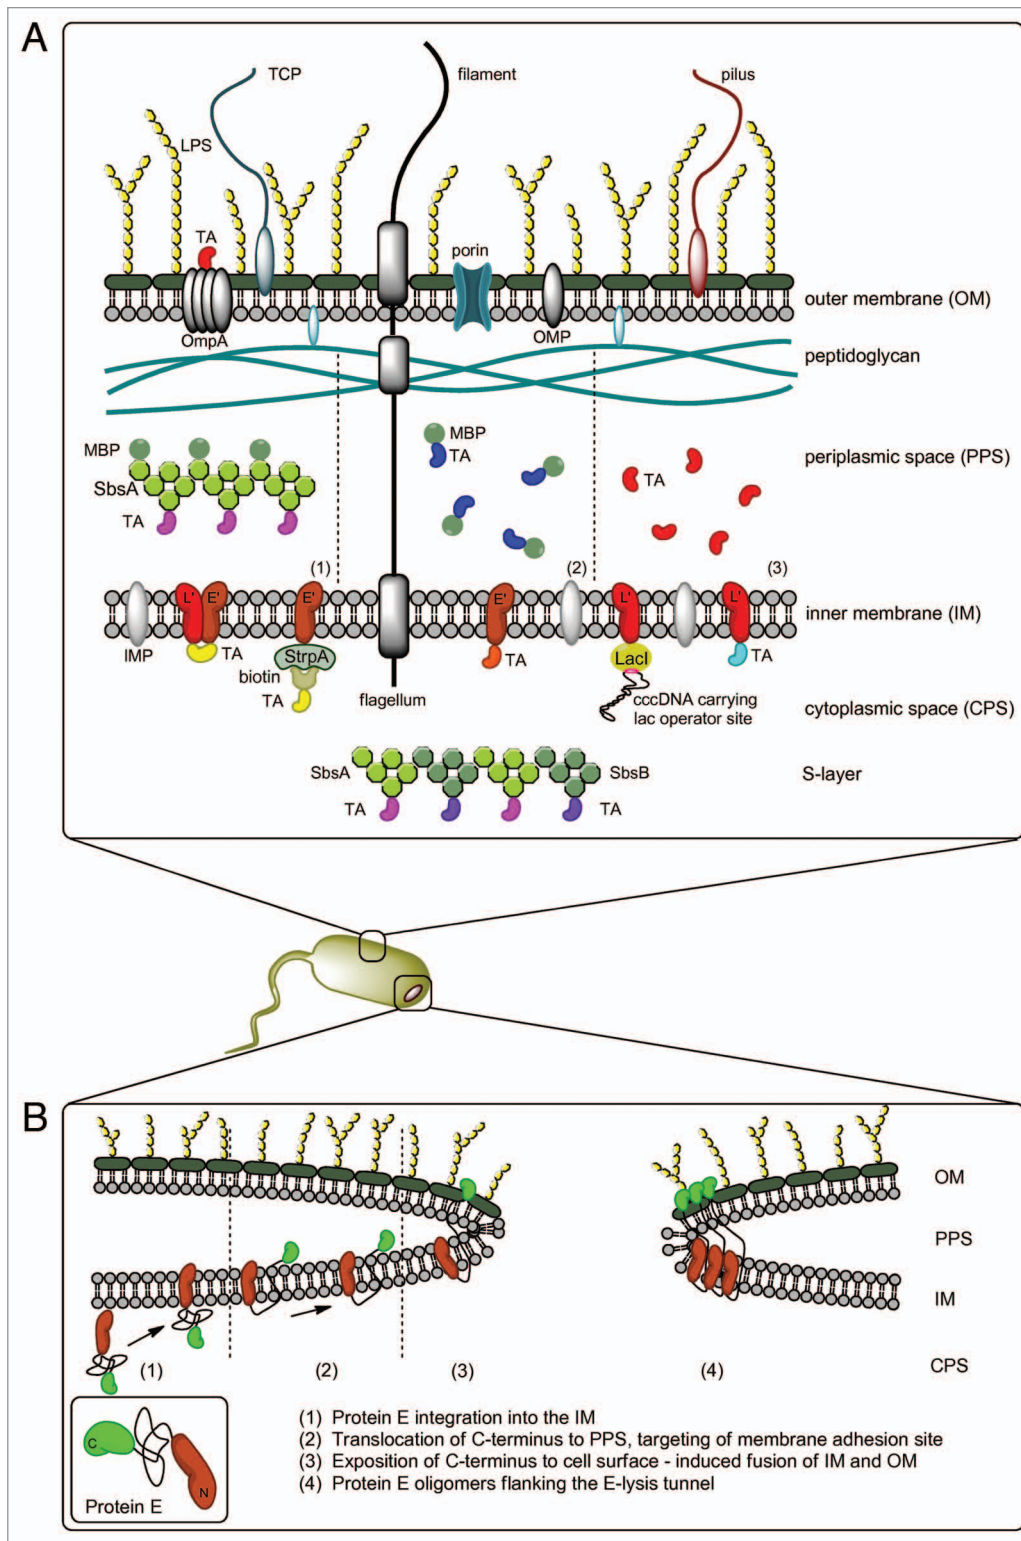 A
TCP
filament
pilus
LPS
TA
porin
outer membrane (OM)
OmpA
OMP
peptidoglycan
MBP
MBP
TA
periplasmic space (PPS)
SbsA
TA
TA
(1)
(2)
(3)
L'
E'
E'
E'
L'
L'
inner membrane (IM)
IMP
TA
StrpA
TA
LacI
TA
biotin
TA
flagellum
cccDNA carrying
lac operator site
cytoplasmic space (CPS)
SbsA
SbsB
S-layer
TA
TA
B
OM
PPS
IM
CPS
(1)
(2)
(3)
(4)
C
N
Protein E
(1) Protein E integration into the IM
(2) Translocation of C-terminus to PPS, targeting of membrane adhesion site
(3) Exposition of C-terminus to cell surface - induced fusion of IM and OM
(4) Protein E oligomers flanking the E-lysis tunnel